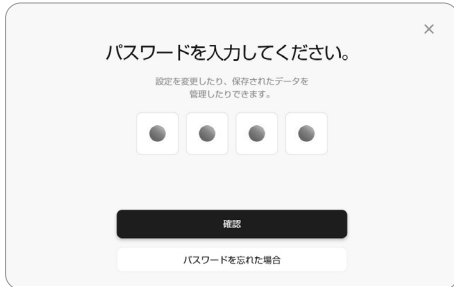 パスワードを入力してください。
設定を変更したり、保存されたデータを
管理したりできます。
確認
パスワードを忘れた場合